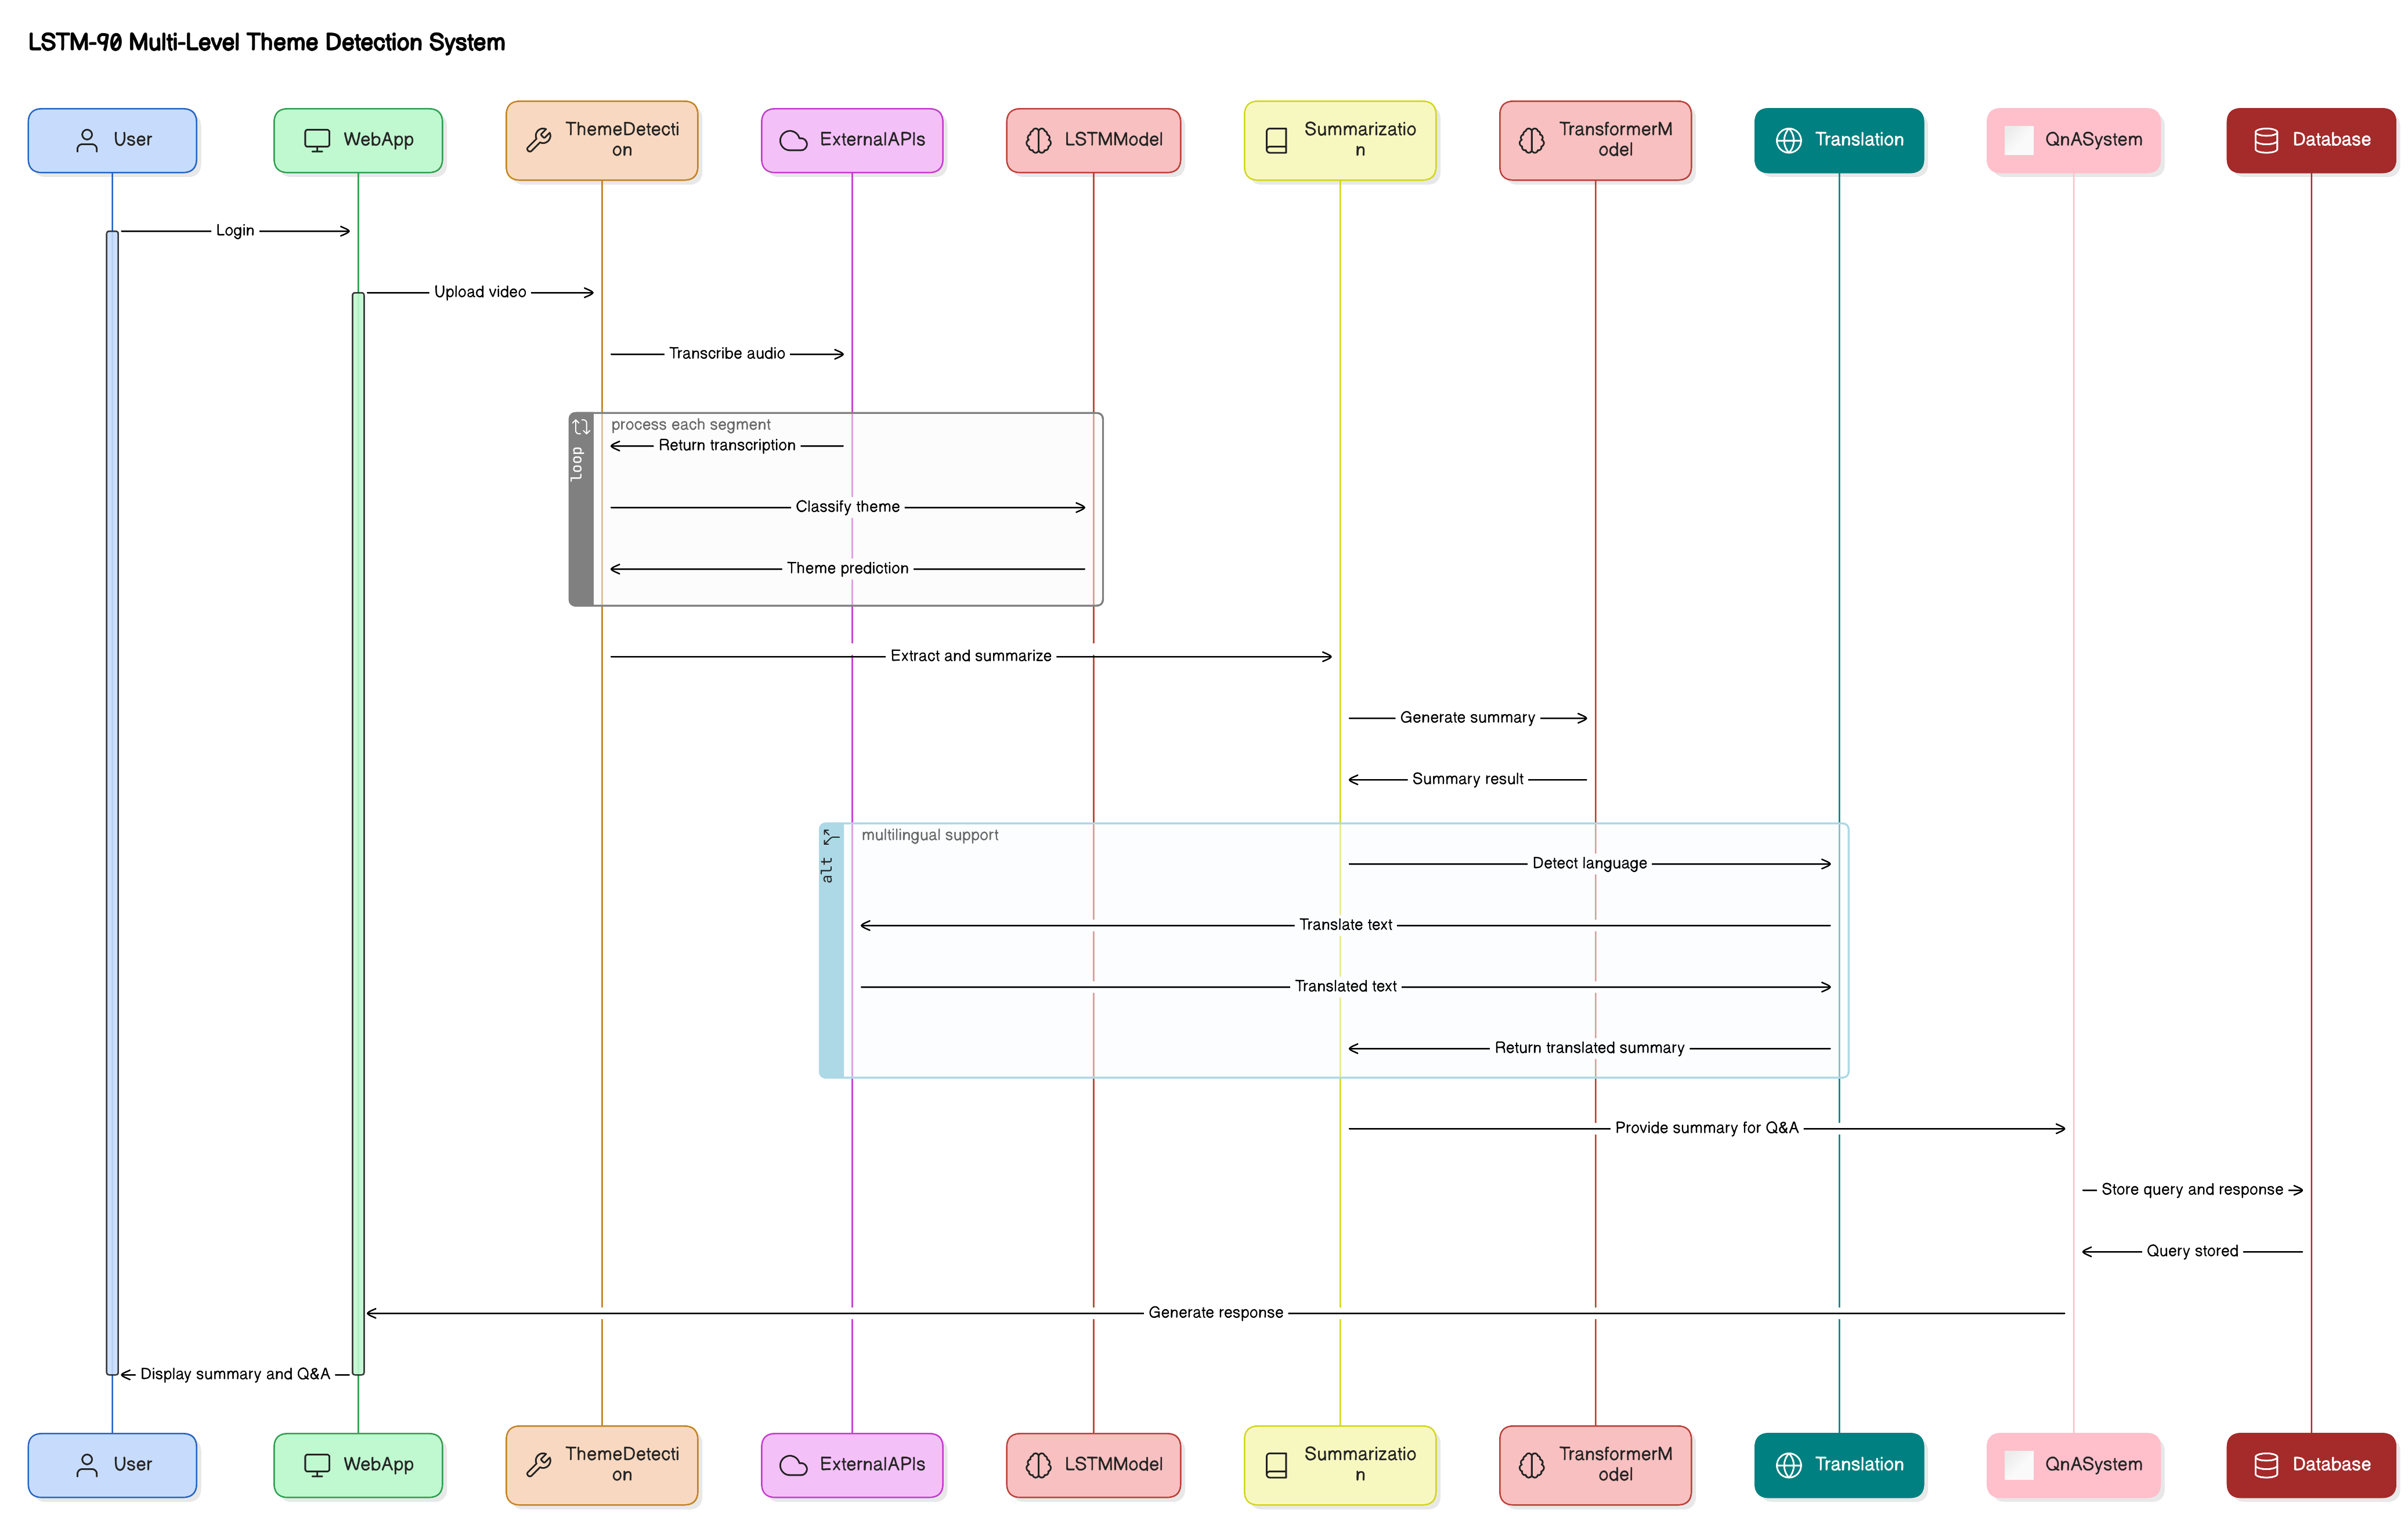 LSTM-90 Multi-Level Theme Detection System
User
WebApp
ThemeDetecti
on
ExternalAPIs
LSTMModel
Summarizatio
n
TransformerM
odel
Translation
QnASystem
Database
Login
Upload video
Transcribe audio
loop
process each segment
Return transcription
Classify theme
Theme prediction
Extract and summarize
Generate summary
Summary result
alt
multilingual support
Detect language
Translate text
Translated text
Return translated summary
Provide summary for Q&A
Store query and response
Query stored
Generate response
Display summary and Q&A
User
WebApp
ThemeDetecti
on
ExternalAPIs
LSTMModel
Summarizatio
n
TransformerM
odel
Translation
QnASystem
Database